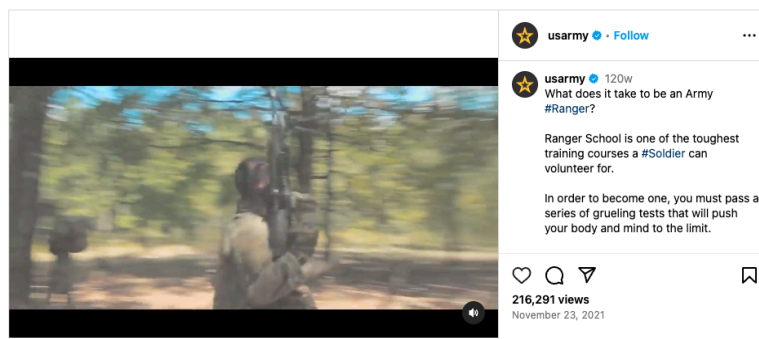 usarmy • Follow
usarmy 120w
What does it take to be an Army
#Ranger?
Ranger School is one of the toughest
training courses a #Soldier can
volunteer for.
In order to become one, you must pass a
series of grueling tests that will push
your body and mind to the limit.
216,291 views
November 23, 2021